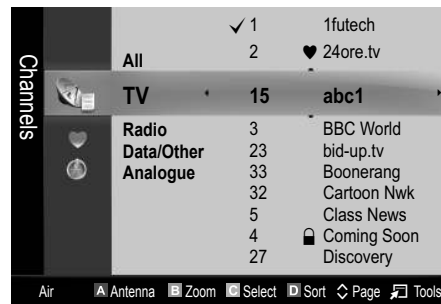 Channels
✓ 1 1futech
All 2 ♥ 24ore.tv
TV 15 abc1
Radio 3 BBC World
Data/Other 23 bid-up.tv
Analogue 33 Boonerang
32 Cartoon Nwk
5 Class News
4 Coming Soon
27 Discovery
Air A Antenna B Zoom C Select D Sort Page Tools